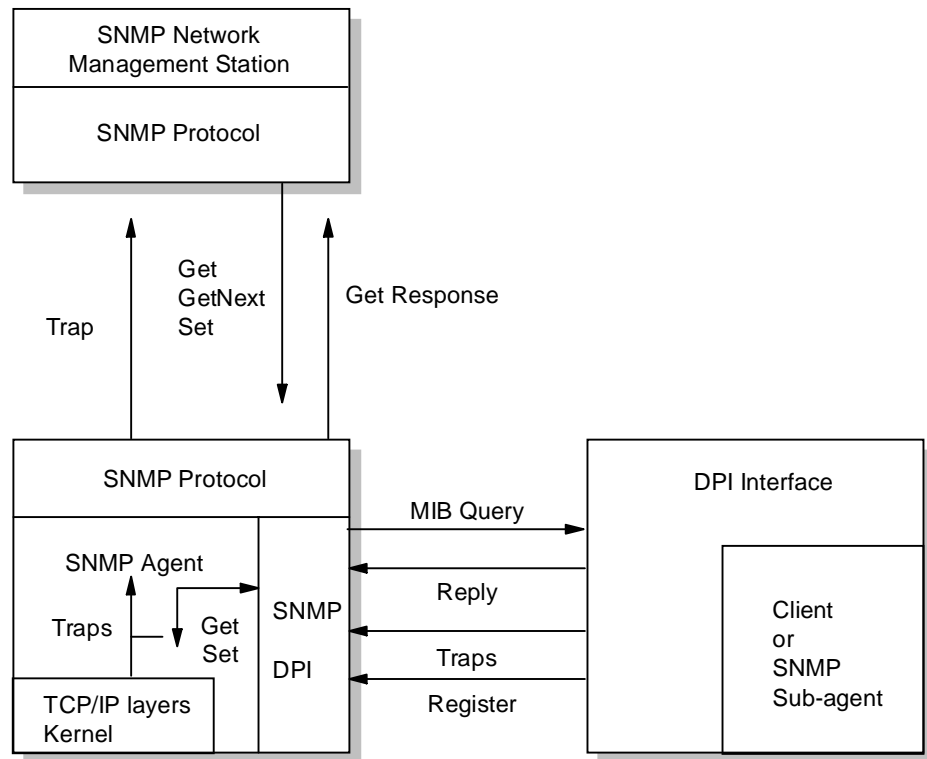 SNMP Network
Management Station
SNMP Protocol
Get
GetNext
Set
Get Response
Trap
SNMP Protocol
DPI Interface
MIB Query
SNMP Agent
Reply
SNMP
DPI
Traps
Get
Set
Client
or
SNMP
Sub-agent
Traps
Register
TCP/IP layers
Kernel